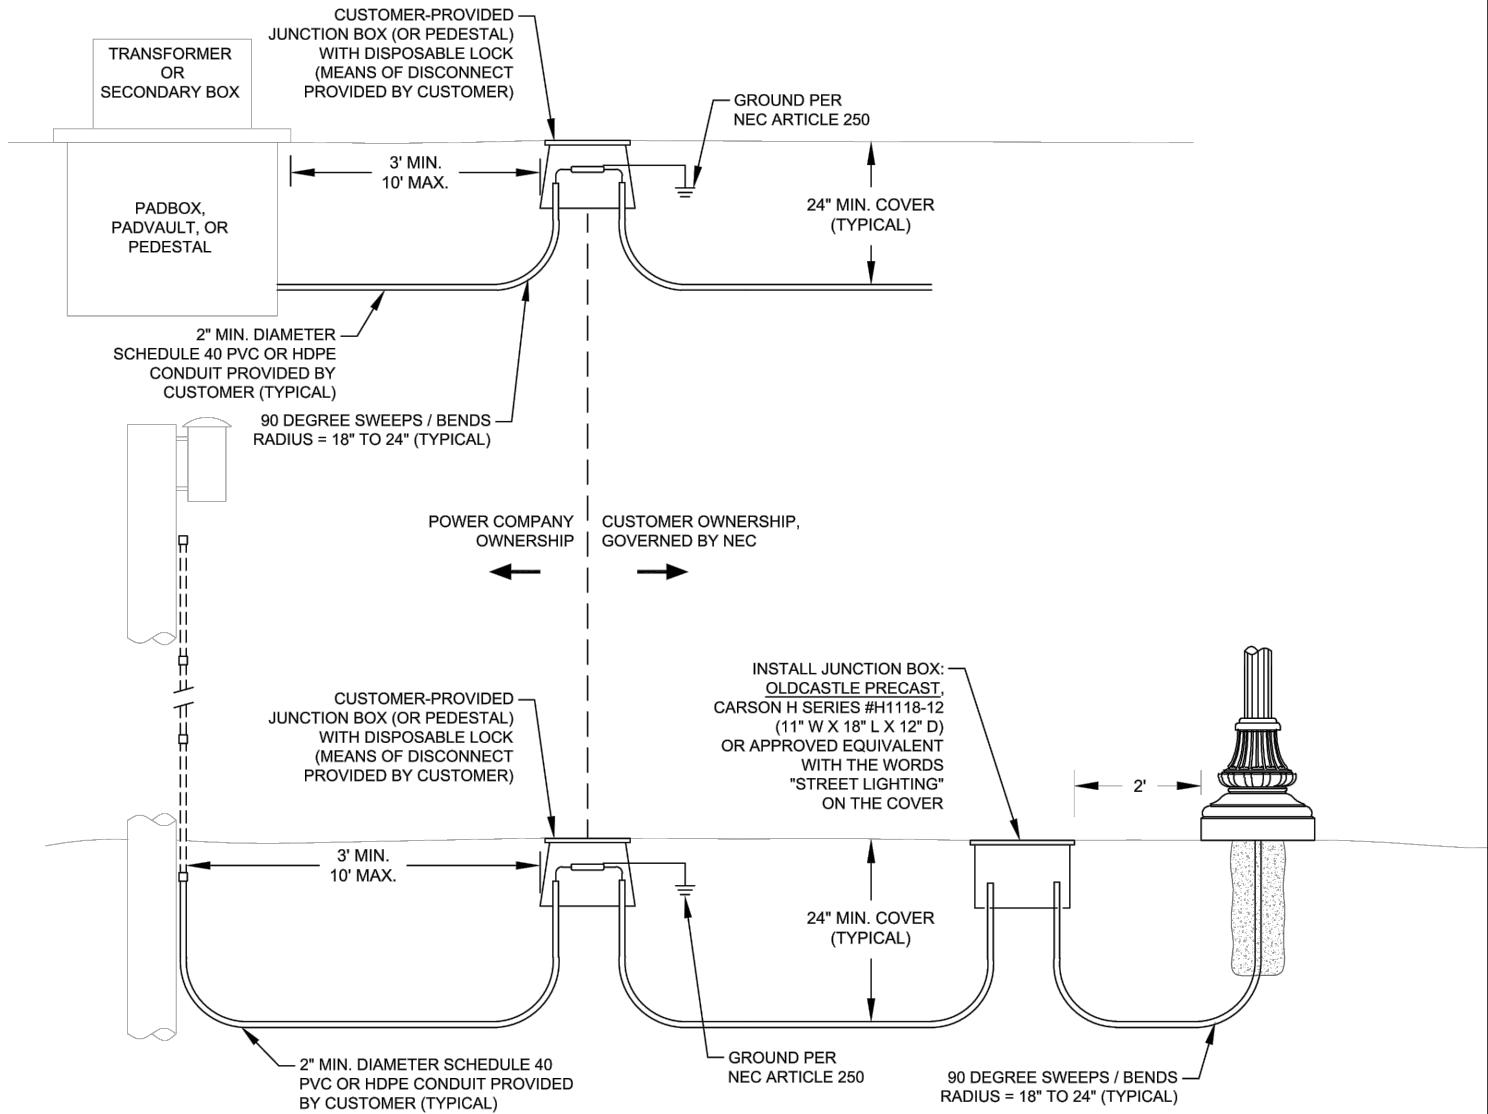 CUSTOMER-PROVIDED
JUNCTION BOX (OR PEDESTAL)
WITH DISPOSABLE LOCK
(MEANS OF DISCONNECT
PROVIDED BY CUSTOMER)
TRANSFORMER
OR
SECONDARY BOX
GROUND PER
NEC ARTICLE 250
3' MIN.
10' MAX.
PADBOX,
PADVAULT, OR
PEDESTAL
24" MIN. COVER
(TYPICAL)
2" MIN. DIAMETER
SCHEDULE 40 PVC OR HDPE
CONDUIT PROVIDED BY
CUSTOMER (TYPICAL)
90 DEGREE SWEEPS / BENDS
RADIUS = 18" TO 24" (TYPICAL)
POWER COMPANY
OWNERSHIP
CUSTOMER OWNERSHIP,
GOVERNED BY NEC
CUSTOMER-PROVIDED
JUNCTION BOX (OR PEDESTAL)
WITH DISPOSABLE LOCK
(MEANS OF DISCONNECT
PROVIDED BY CUSTOMER)
INSTALL JUNCTION BOX:
OLDCASTLE PRECAST,
CARSON H SERIES #H1118-12
(11" W X 18" L X 12" D)
OR APPROVED EQUIVALENT
WITH THE WORDS
"STREET LIGHTING"
ON THE COVER
2'
3' MIN.
10' MAX.
24" MIN. COVER
(TYPICAL)
2" MIN. DIAMETER SCHEDULE 40
PVC OR HDPE CONDUIT PROVIDED
BY CUSTOMER (TYPICAL)
GROUND PER
NEC ARTICLE 250
90 DEGREE SWEEPS / BENDS
RADIUS = 18" TO 24" (TYPICAL)